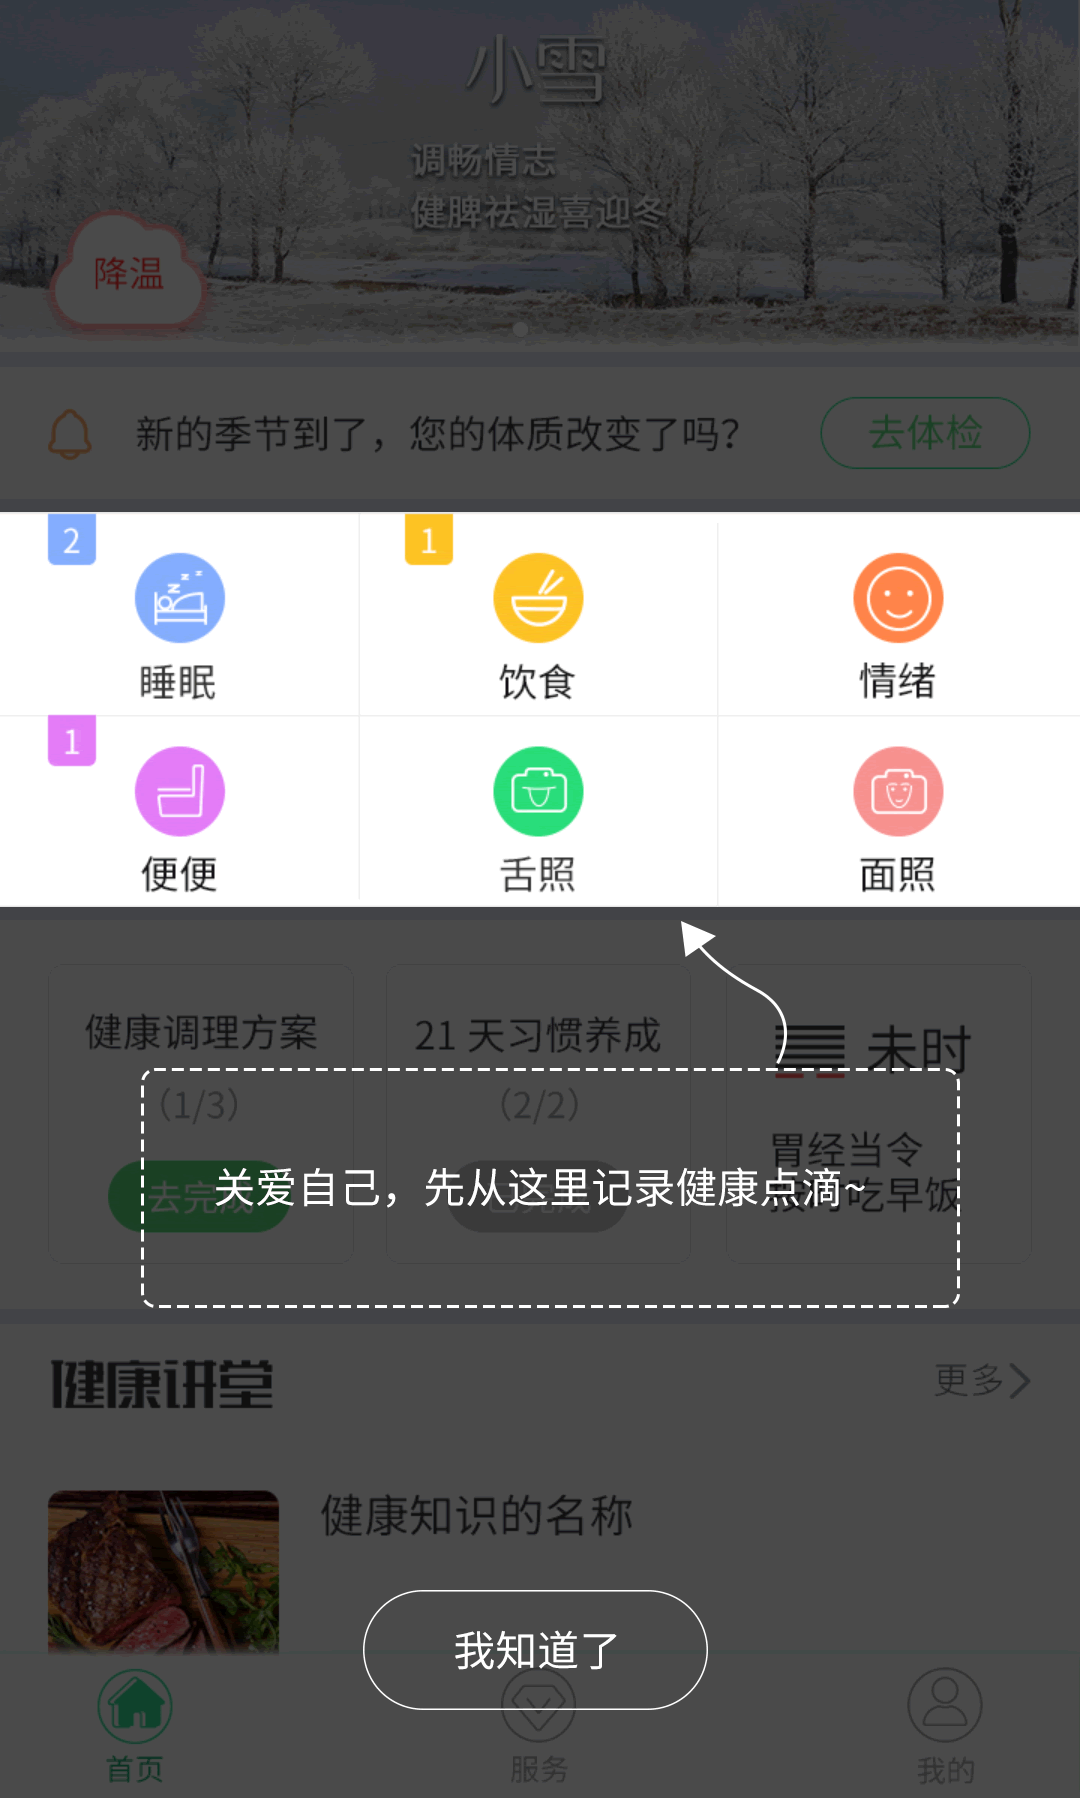 小雪
调畅情志
健脾祛湿喜迎冬
降温
新的季节到了，您的体质改变了吗？
去体检
2
1
睡眠
饮食
情绪
1
便便
舌照
面照
健康调理方案
（1/3）
去完成
21 天习惯养成
（2/2）
已完成
未时
胃经当令
按时吃早饭
关爱自己，先从这里记录健康点滴~
健康讲堂
更多
健康知识的名称
我知道了
首页
服务
我的